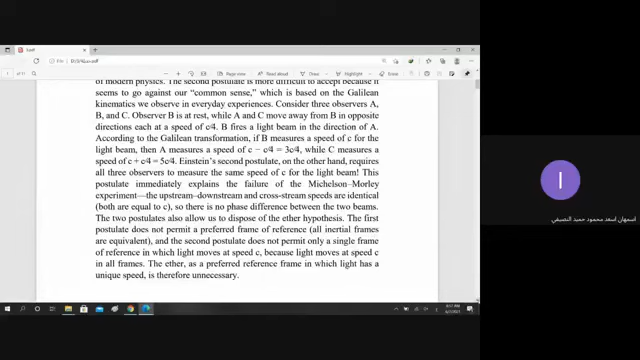 of modern physics. The second postulate is more difficult to accept because it
seems to go against our "common sense," which is based on the Galilean
kinematics we observe in everyday experiences. Consider three observers A,
B, and C. Observer B is at rest, while A and C move away from B in opposite
directions each at a speed of c⁄4. B fires a light beam in the direction of A.
According to the Galilean transformation, if B measures a speed of c for the
light beam, then A measures a speed of c − c⁄4 = 3c⁄4, while C measures a
speed of c + c⁄4 = 5c⁄4. Einstein's second postulate, on the other hand, requires
all three observers to measure the same speed of c for the light beam! This
postulate immediately explains the failure of the Michelson–Morley
experiment—the upstream–downstream and cross-stream speeds are identical
(both are equal to c), so there is no phase difference between the two beams.
The two postulates also allow us to dispose of the ether hypothesis. The first
postulate does not permit a preferred frame of reference (all inertial frames
are equivalent), and the second postulate does not permit only a single frame
of reference in which light moves at speed c, because light moves at speed c
in all frames. The ether, as a preferred reference frame in which light has a
unique speed, is therefore unnecessary.
Page view
Read aloud
Draw
Highlight
Erase
I
اسمهان اسعد محمود حميد النصيفي